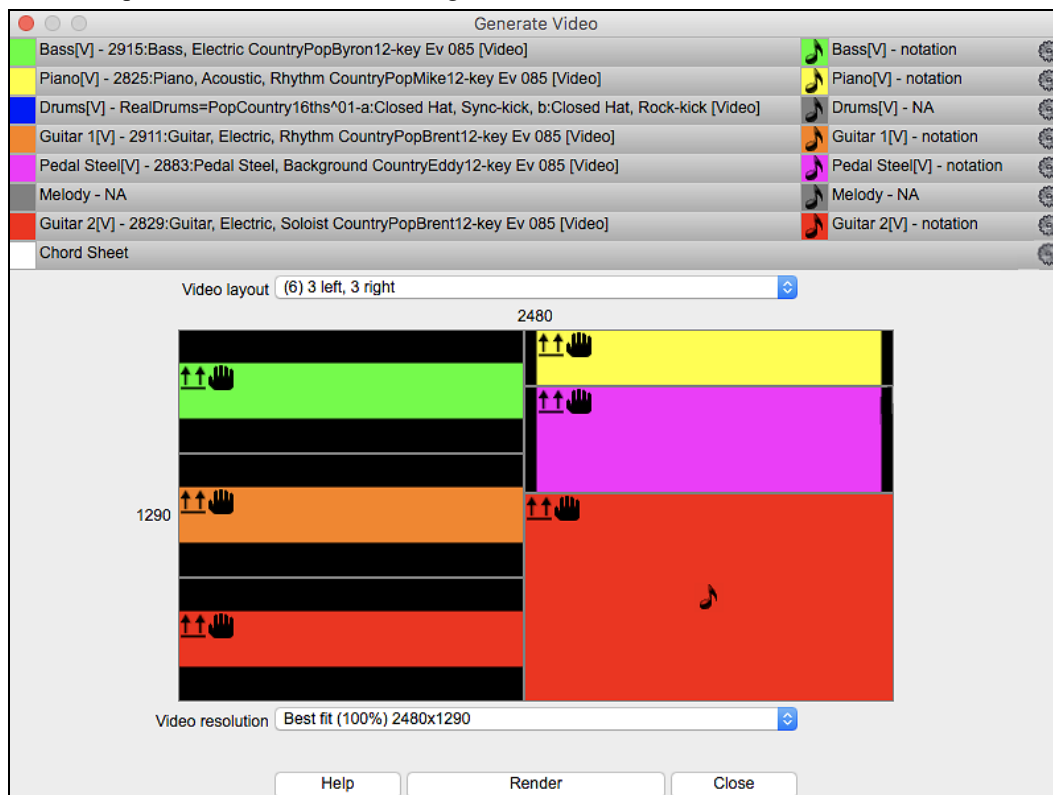 Generate Video
Bass[V] - 2915:Bass, Electric CountryPopByron12-key Ev 085 [Video] Bass[V] - notation
Piano[V] - 2825:Piano, Acoustic, Rhythm CountryPopMike12-key Ev 085 [Video] Piano[V] - notation
Drums[V] - RealDrums=PopCountry16ths^01-a:Closed Hat, Sync-kick, b:Closed Hat, Rock-kick [Video] Drums[V] - NA
Guitar 1[V] - 2911:Guitar, Electric, Rhythm CountryPopBrent12-key Ev 085 [Video] Guitar 1[V] - notation
Pedal Steel[V] - 2883:Pedal Steel, Background CountryEddy12-key Ev 085 [Video] Pedal Steel[V] - notation
Melody - NA Melody - NA
Guitar 2[V] - 2829:Guitar, Electric, Soloist CountryPopBrent12-key Ev 085 [Video] Guitar 2[V] - notation
Chord Sheet
Video layout (6) 3 left, 3 right
2480
1290
Video resolution Best fit (100%) 2480x1290
Help Render Close